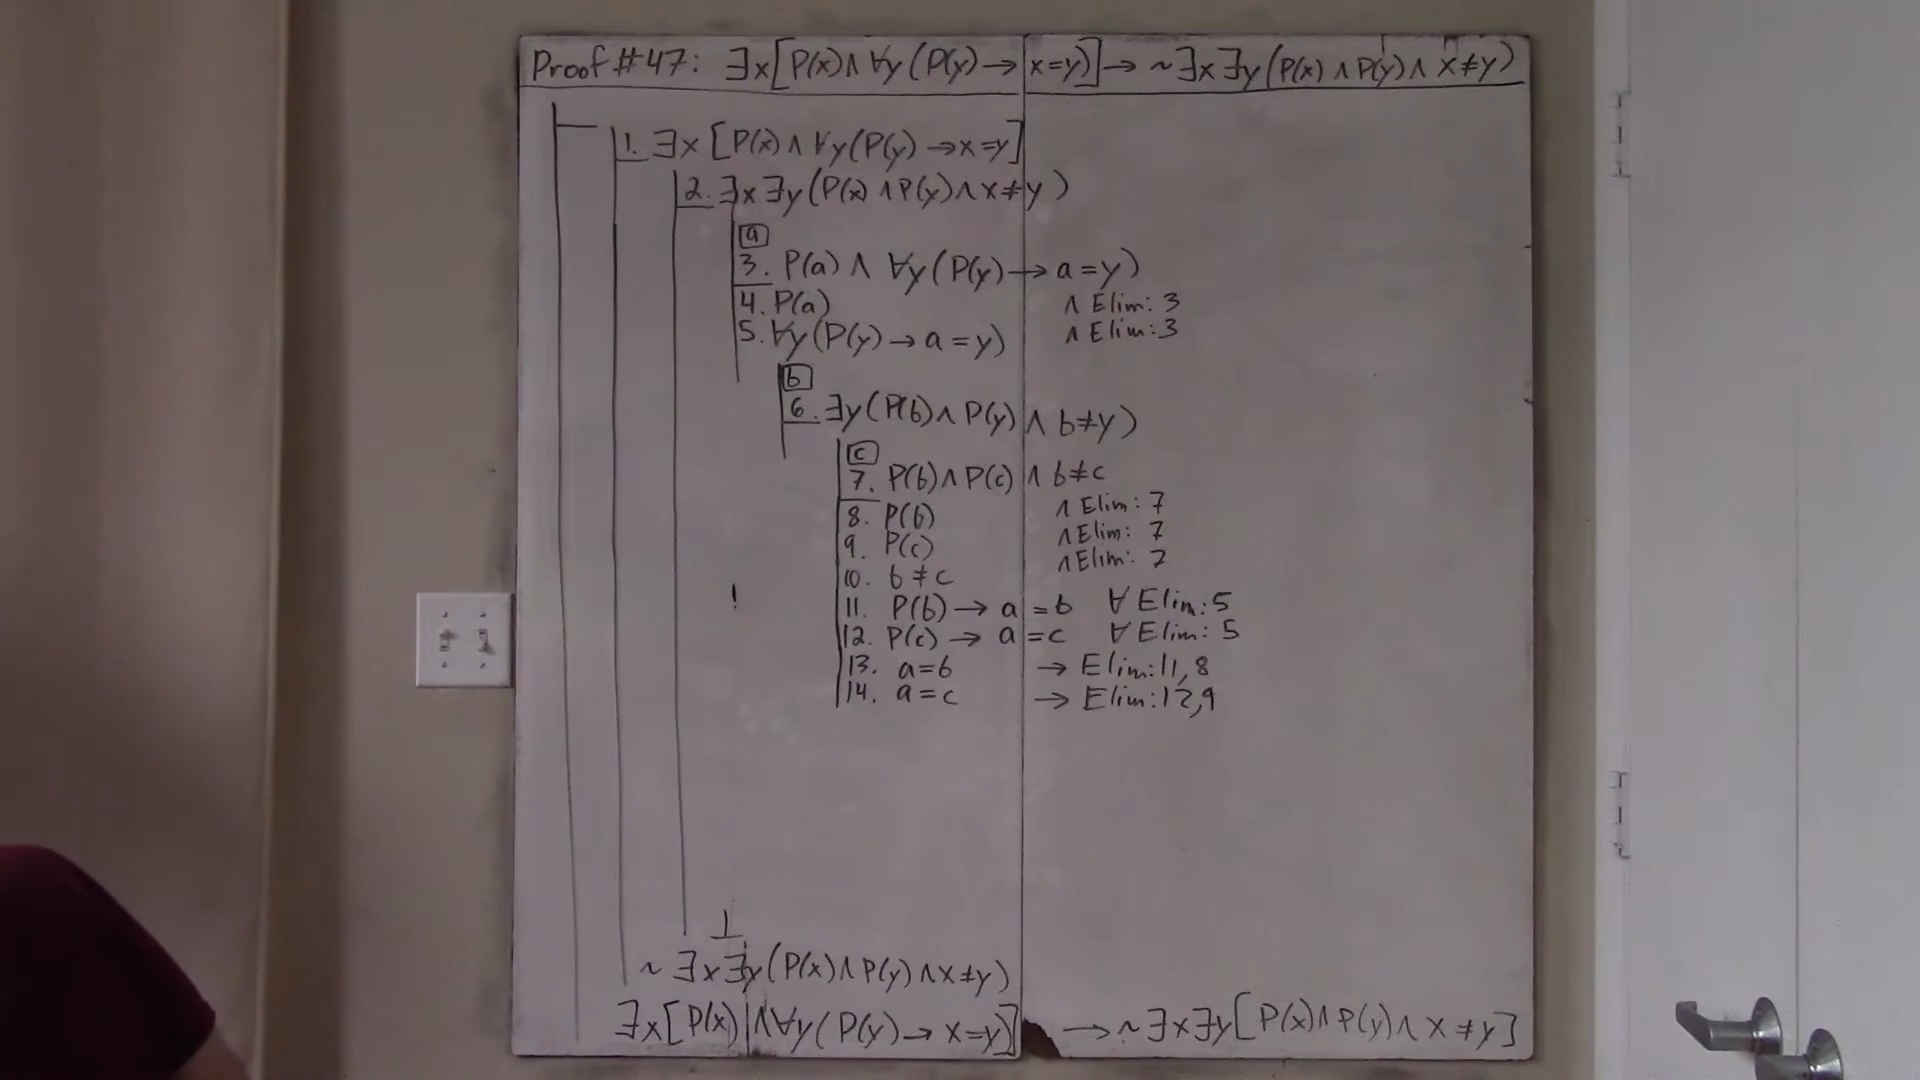 Proof #47: ∃x[P(x)∧∀y(P(y)→x=y)]→~∃x∃y(P(x)∧P(y)∧x≠y)
1. ∃x[P(x)∧∀y(P(y)→x=y]
2. ∃x∃y(P(x)∧P(y)∧x≠y)
a
3. P(a)∧∀y(P(y)→a=y)
4. P(a) ∧ Elim: 3
5. ∀y(P(y)→a=y) ∧ Elim: 3
b
6. ∃y(P(b)∧P(y)∧b≠y)
c
7. P(b)∧P(c)∧b≠c
8. P(b) ∧ Elim: 7
9. P(c) ∧ Elim: 7
10. b≠c ∧ Elim: 7
11. P(b)→a=b ∀ Elim: 5
12. P(c)→a=c ∀ Elim: 5
13. a=b → Elim: 11,8
14. a=c → Elim: 12,9
⊥
~∃x∃y(P(x)∧P(y)∧x≠y)
∃x[P(x)∧∀y(P(y)→x=y)]→~∃x∃y[P(x)∧P(y)∧x≠y]